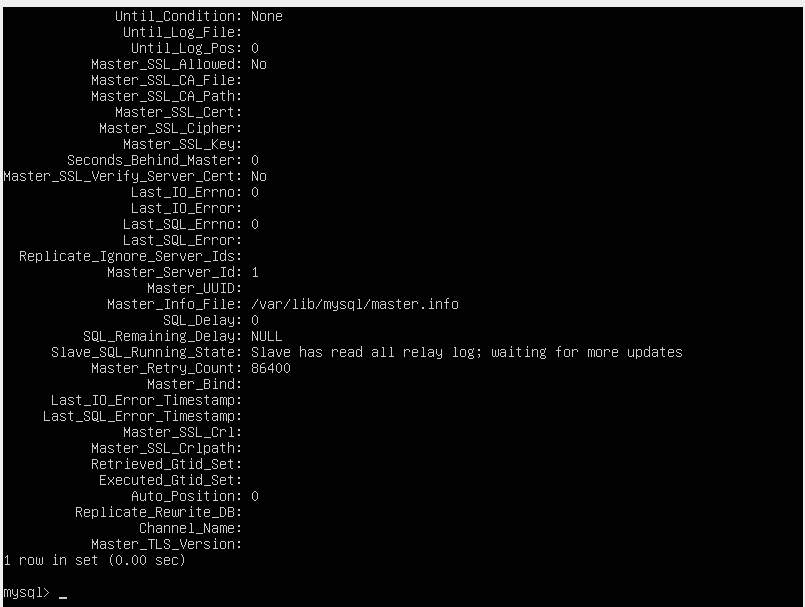 Until_Condition: None
Until_Log_File:
Until_Log_Pos: 0
Master_SSL_Allowed: No
Master_SSL_CA_File:
Master_SSL_CA_Path:
Master_SSL_Cert:
Master_SSL_Cipher:
Master_SSL_Key:
Seconds_Behind_Master: 0
Master_SSL_Verify_Server_Cert: No
Last_IO_Errno: 0
Last_IO_Error:
Last_SQL_Errno: 0
Last_SQL_Error:
Replicate_Ignore_Server_Ids:
Master_Server_Id: 1
Master_UUID:
Master_Info_File: /var/lib/mysql/master.info
SQL_Delay: 0
SQL_Remaining_Delay: NULL
Slave_SQL_Running_State: Slave has read all relay log; waiting for more updates
Master_Retry_Count: 86400
Master_Bind:
Last_IO_Error_Timestamp:
Last_SQL_Error_Timestamp:
Master_SSL_Crl:
Master_SSL_Crlpath:
Retrieved_Gtid_Set:
Executed_Gtid_Set:
Auto_Position: 0
Replicate_Rewrite_DB:
Channel_Name:
Master_TLS_Version:
1 row in set (0.00 sec)
mysql> _